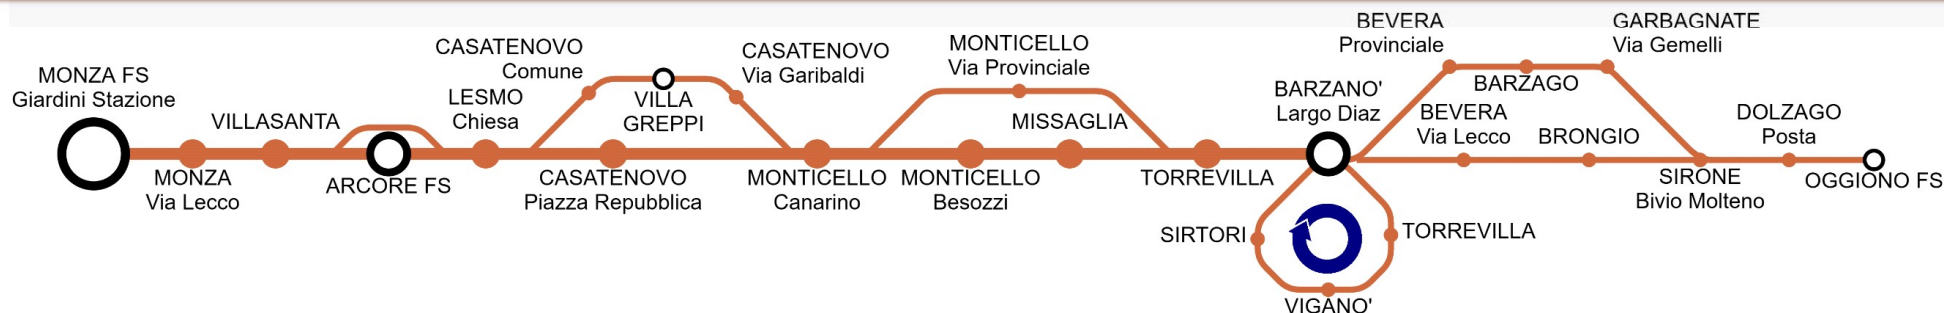 MONZA FS
Giardini Stazione
MONZA
Via Lecco
VILLASANTA
ARCORE FS
LESMO
Chiesa
CASATENOVO
Comune
VILLA
GREPPI
CASATENOVO
Via Garibaldi
CASATENOVO
Piazza Repubblica
MONTICELLO
Canarino
MONTICELLO
Via Provinciale
MONTICELLO
Besozzi
MISSAGLIA
TORREVILLA
BARZANO'
Largo Diaz
SIRTORI
VIGANO'
TORREVILLA
BEVERA
Provinciale
BARZAGO
GARBAGNATE
Via Gemelli
BEVERA
Via Lecco
BRONGIO
SIRONE
Bivio Molteno
DOLZAGO
Posta
OGGIONO FS